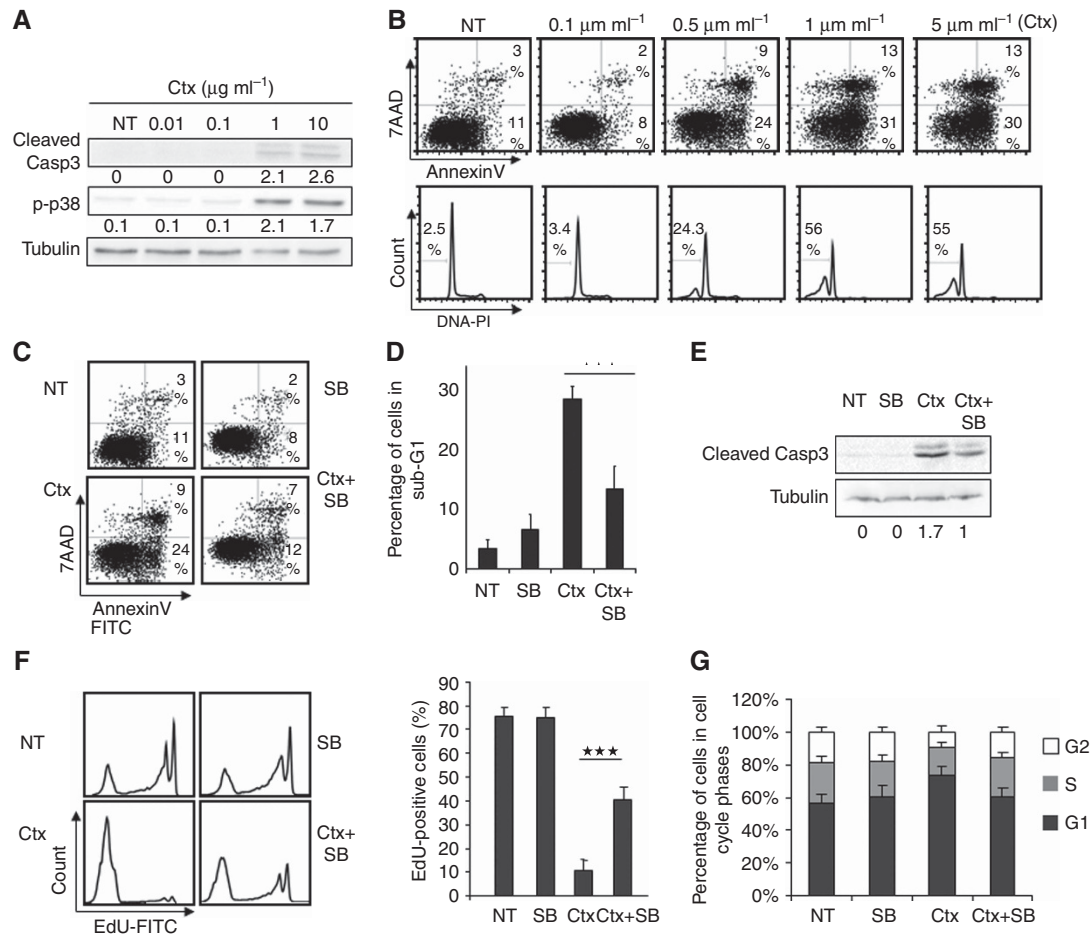 A
Ctx (μg ml⁻¹)
NT 0.01 0.1 1 10
Cleaved
Casp3
0 0 0 2.1 2.6
p-p38
0.1 0.1 0.1 2.1 1.7
Tubulin
B
NT 0.1 μm ml⁻¹ 0.5 μm ml⁻¹ 1 μm ml⁻¹ 5 μm ml⁻¹ (Ctx)
3 2 9 13 13
% % % % %
7AAD
11 8 24 31 30
% % % % %
AnnexinV
2.5 3.4 24.3 56 55
% % % % %
Count
DNA-PI
C
NT 3 2 SB
% %
11 8
% %
Ctx 9 7 Ctx+
% % SB
7AAD
24 12
% %
AnnexinV
FITC
D
Percentage of cells in
sub-G1
30
20
10
0
NT SB Ctx Ctx+
SB
E
NT SB Ctx Ctx+
SB
Cleaved Casp3
Tubulin
0 0 1.7 1
F
NT SB
Ctx Ctx+
SB
Count
EdU-FITC
EdU-positive cells (%)
90
80
70
60
50
40
30
20
10
0
★★★
NT SB Ctx Ctx+SB
G
Percentage of cells in cell
cycle phases
120%
100%
80%
60%
40%
20%
0%
NT SB Ctx Ctx+SB
G2
S
G1